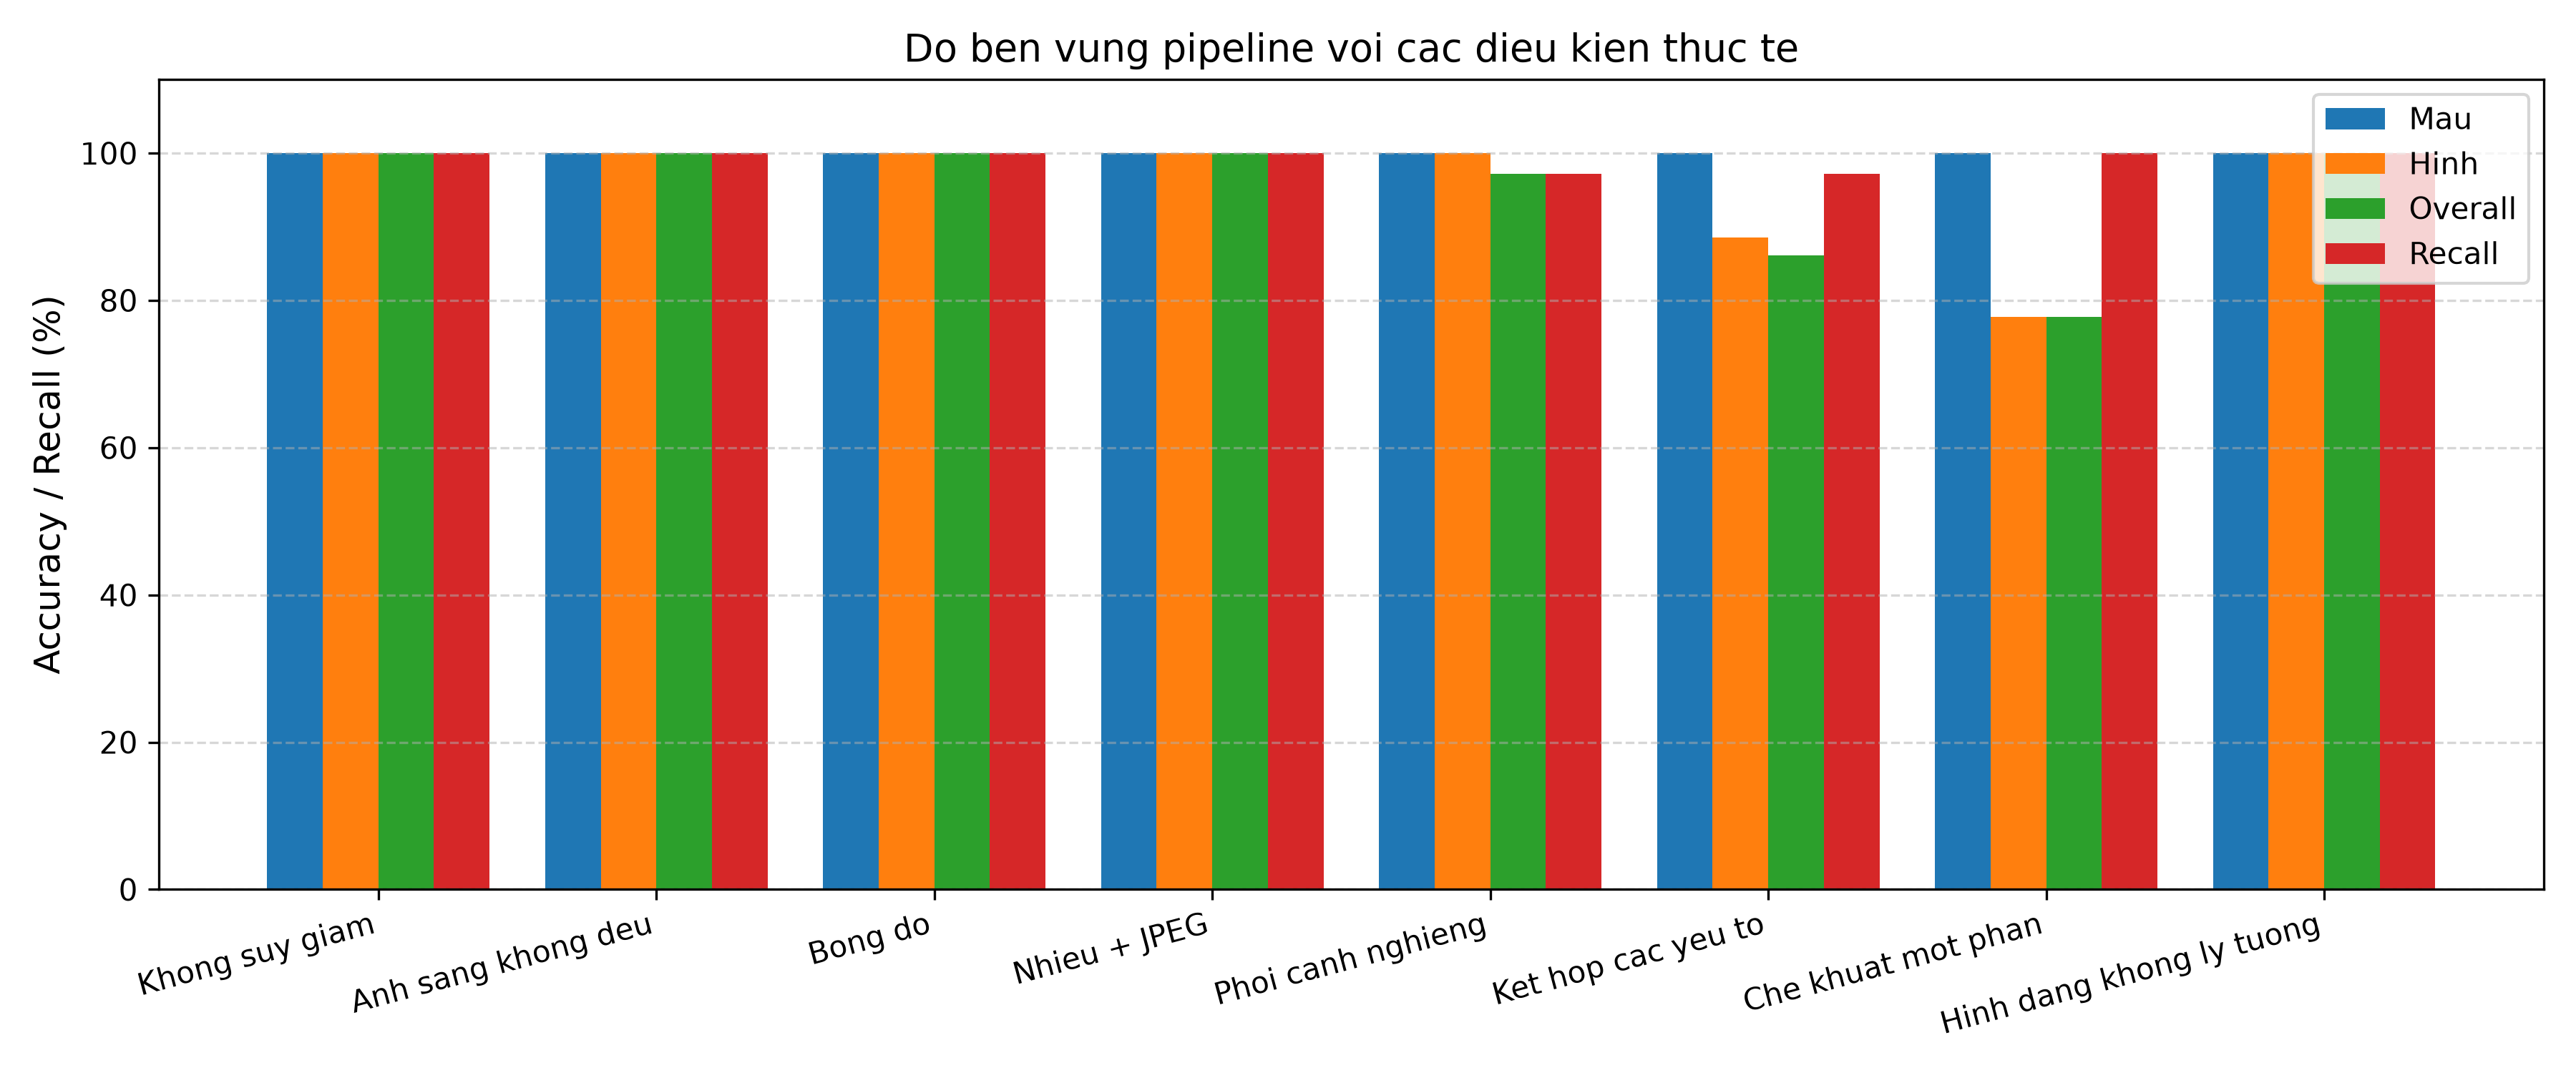 Do ben vung pipeline voi cac dieu kien thuc te
Accuracy / Recall (%)
100
80
60
40
20
0
Mau
Hinh
Overall
Recall
Khong suy giam
Anh sang khong deu
Bong do
Nhieu + JPEG
Phoi canh nghieng
Ket hop cac yeu to
Che khuat mot phan
Hinh dang khong ly tuong